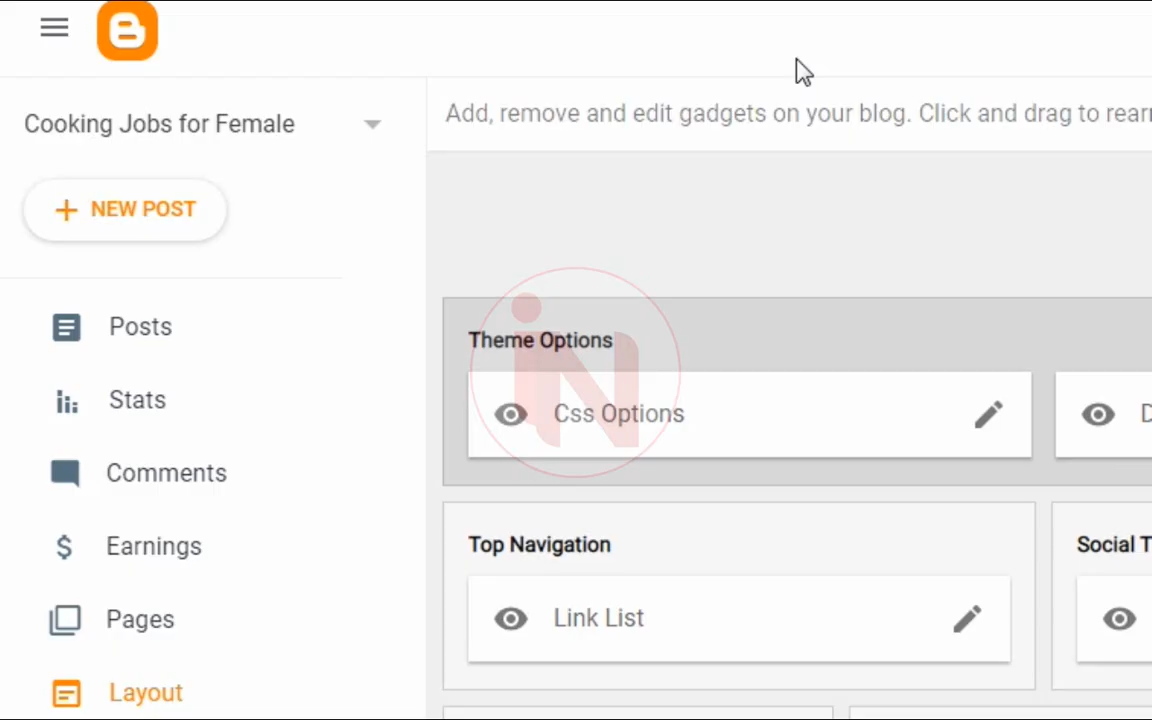 Cooking Jobs for Female
Add, remove and edit gadgets on your blog. Click and drag to
+ NEW POST
Posts
Stats
Comments
Earnings
Pages
Layout
Theme Options
Css Options
Top Navigation
Link List
Social
iN